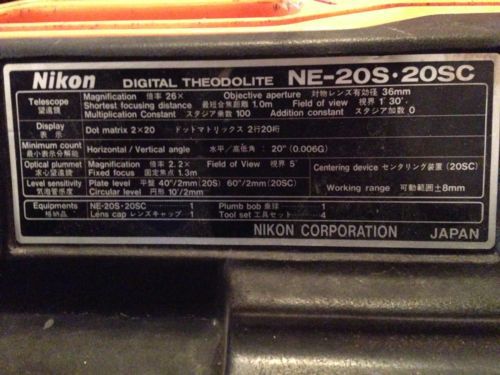 Nikon DIGITAL THEODOLITE NE-20S・20SC
Telescope 望遠鏡 Magnification 倍率 26× Objective aperture 対物レンズ有効径 36mm
Shortest focusing distance 最短合焦距離 1.0m Field of view 視界 1°30′
Multiplication Constant スタジア乗数 100 Addition constant スタジア加数 0
Display 表示 Dot matrix 2×20 ドットマトリックス 2行20桁
Minimum count 最小表示分解能 Horizontal / Vertical angle 水平/高低角 : 20″ (0.006G)
Optical plummet 求心望遠鏡 Magnification 倍率 2.2× Field of View 視界 5°
Fixed focus 固定焦点 1.3m
Centering device センタリング装置 (20SC)
Working range 可動範囲 ±8mm
Level sensitivity 気泡管感度 Plate level 平盤 40″/2mm (20S) 60″/2mm (20SC)
Circular level 円形 10′/2mm
Equipments 格納品 NE-20S・20SC 1 Plumb bob 垂球 1
Lens cap レンズキャップ 1 Tool set 工具セット 4
NIKON CORPORATION JAPAN